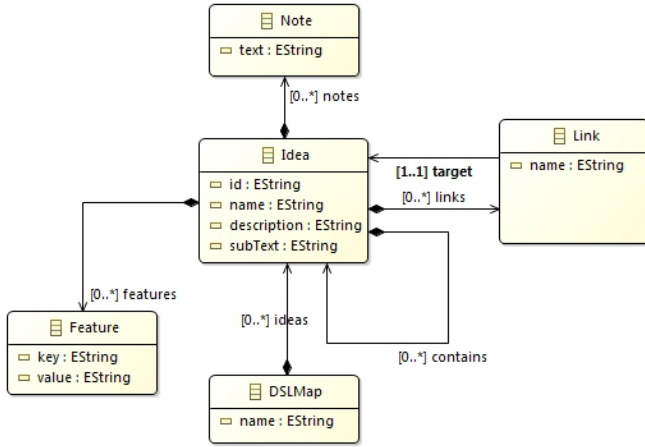 Note
text : EString
[0..*] notes
Idea
id : EString
name : EString
description : EString
subText : EString
Link
name : EString
[1..1] target
[0..*] links
[0..*] features
[0..*] ideas
[0..*] contains
Feature
key : EString
value : EString
DSLMap
name : EString